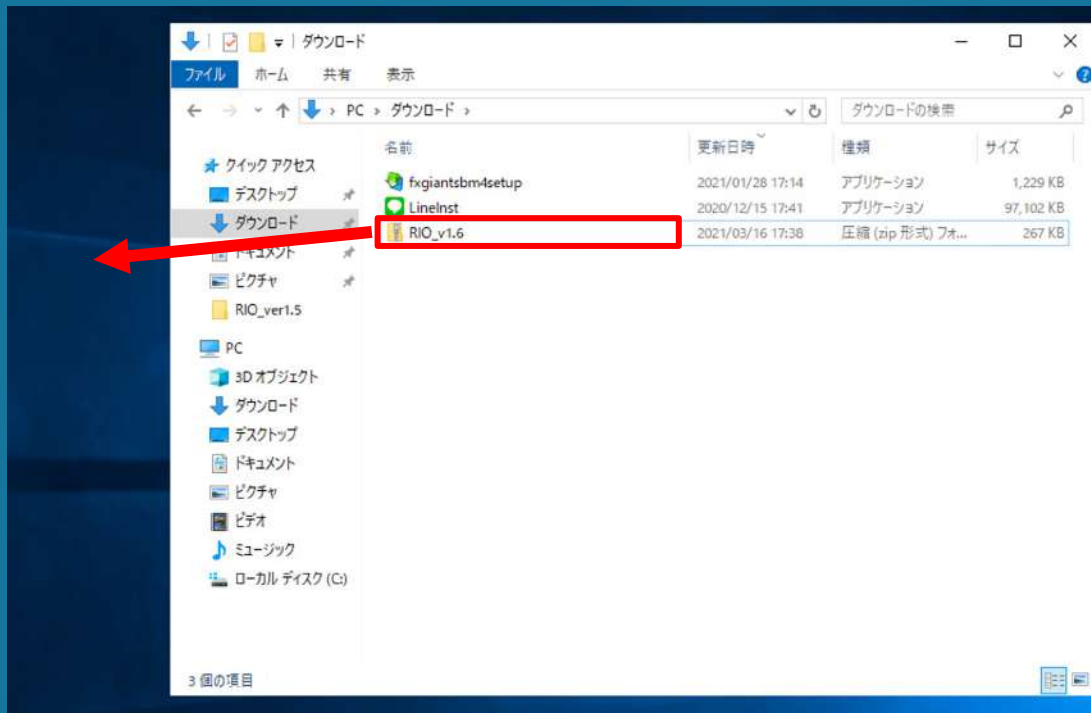 ダウンロード
ファイル ホーム 共有 表示
PC › ダウンロード › ダウンロードの検索
名前 更新日時 種類 サイズ
クイック アクセス
デスクトップ
ダウンロード
ドキュメント
ピクチャ
RIO_ver1.5
PC
3D オブジェクト
ダウンロード
デスクトップ
ドキュメント
ピクチャ
ビデオ
ミュージック
ローカル ディスク (C:)
fxgiantsbm4setup 2021/01/28 17:14 アプリケーション 1,229 KB
LineInst 2020/12/15 17:41 アプリケーション 97,102 KB
RIO_v1.6 2021/03/16 17:38 圧縮 (zip 形式) フォ... 267 KB
3 個の項目